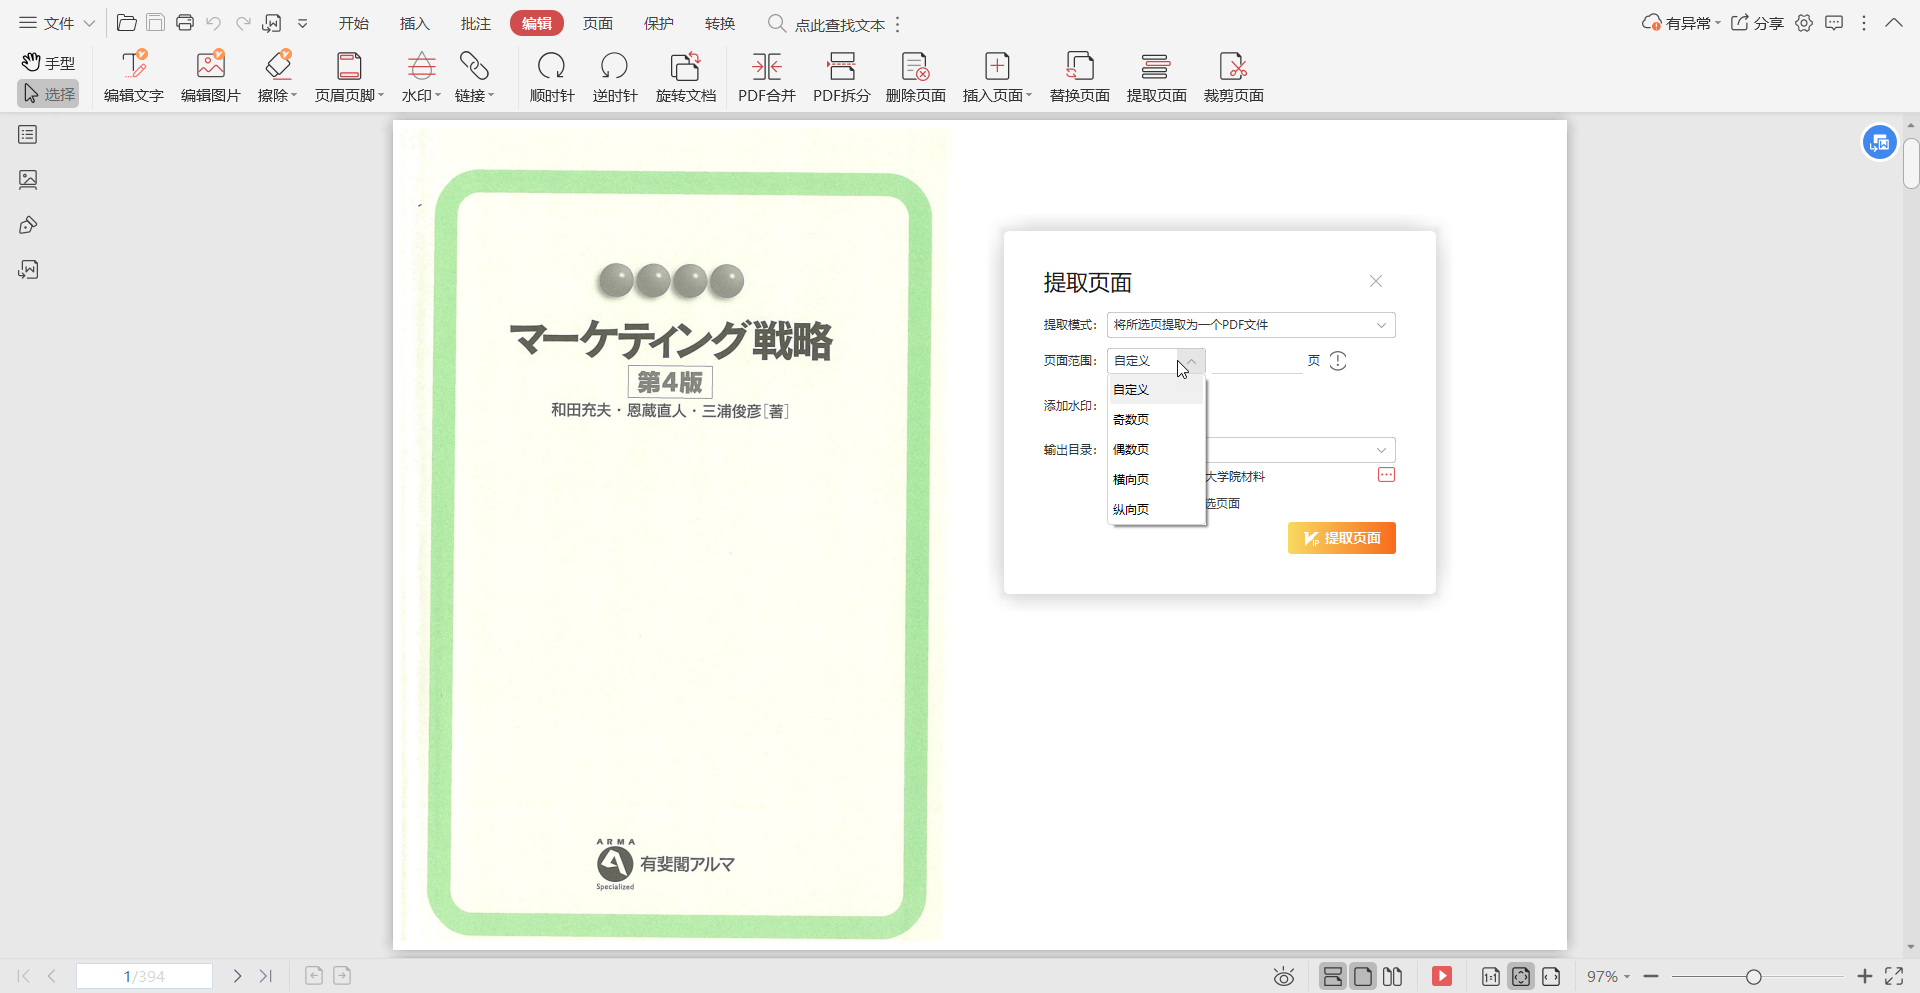 文件 开始 插入 批注 编辑 页面 保护 转换 点此查找文本 有异常 分享
手型
选择
编辑文字 编辑图片 擦除 页眉页脚 水印 链接 顺时针 逆时针 旋转文档 PDF合并 PDF拆分 删除页面 插入页面 替换页面 提取页面 裁剪页面
マーケティング戦略
第4版
和田充夫・恩蔵直人・三浦俊彦[著]
ARMA
有斐閣アルマ
Specialized
提取页面
提取模式: 将所选页提取为一个PDF文件
页面范围: 自定义 页
自定义
奇数页
偶数页
横向页
纵向页
添加水印:
输出目录:
大学院材料
选页面
提取页面
1/394
1:1
97%